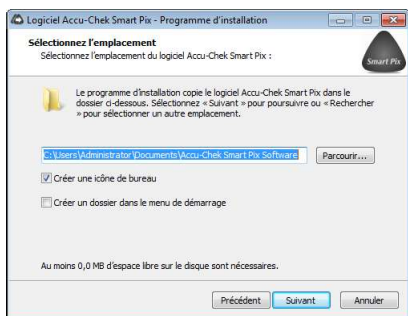 Logiciel Accu-Chek Smart Pix - Programme d'installation
Sélectionnez l'emplacement
Sélectionnez l'emplacement du logiciel Accu-Chek Smart Pix :
Smart Pix
Le programme d'installation copie le logiciel Accu-Chek Smart Pix dans le
dossier ci-dessous. Sélectionnez « Suivant » pour poursuivre ou « Rechercher
» pour sélectionner un autre emplacement.
C:\Users\Administrator\Documents\Accu-Chek Smart Pix Software
Parcourir...
Créer une icône de bureau
Créer un dossier dans le menu de démarrage
Au moins 0,0 MB d'espace libre sur le disque sont nécessaires.
Précédent Suivant Annuler